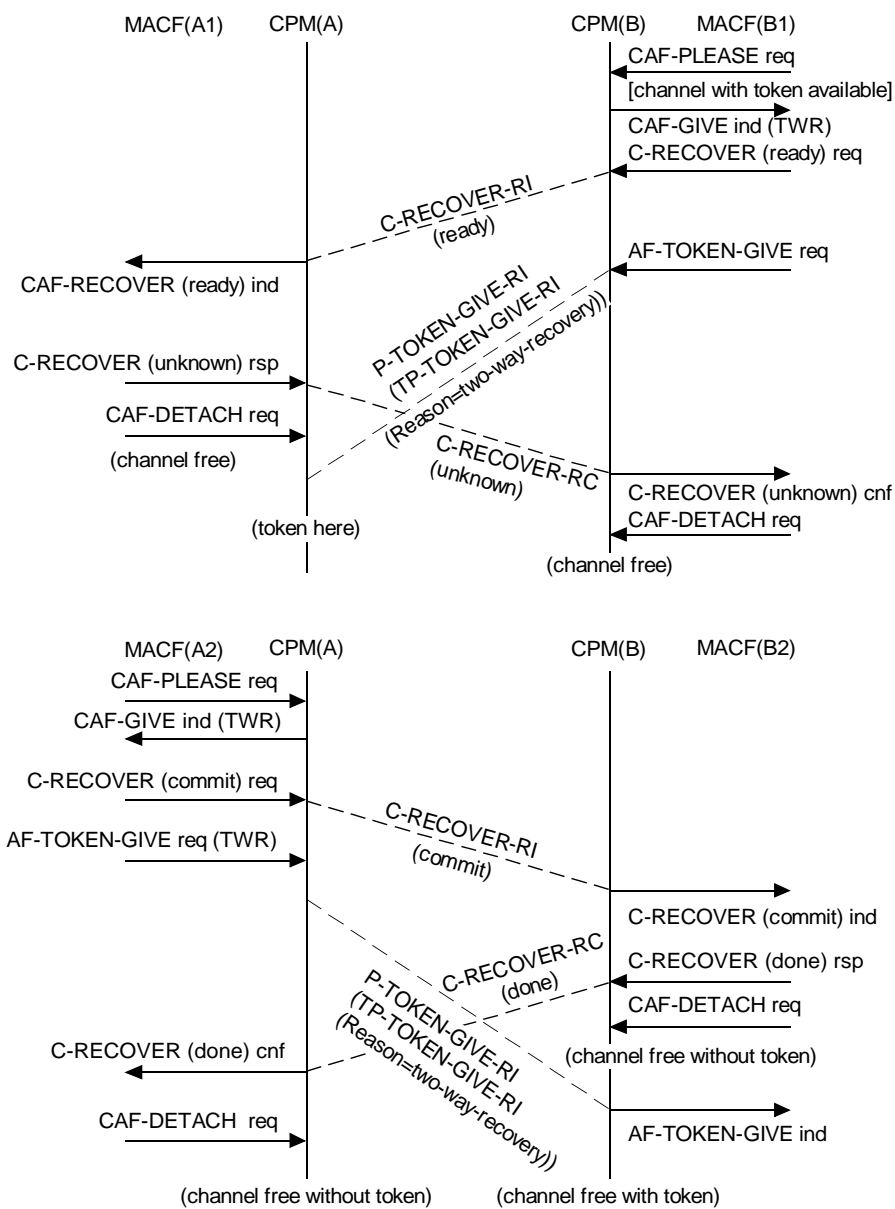 MACF(A1) CPM(A) CPM(B) MACF(B1)
CAF-PLEASE req
[channel with token available]
CAF-GIVE ind (TWR)
C-RECOVER (ready) req
C-RECOVER-RI
(ready)
AF-TOKEN-GIVE req
CAF-RECOVER (ready) ind
P-TOKEN-GIVE-RI
(TP-TOKEN-GIVE-RI
(Reason=two-way-recovery))
C-RECOVER (unknown) rsp
CAF-DETACH req
(channel free)
C-RECOVER-RC
(unknown)
C-RECOVER (unknown) cnf
CAF-DETACH req
(token here)
(channel free)
MACF(A2) CPM(A) CPM(B) MACF(B2)
CAF-PLEASE req
CAF-GIVE ind (TWR)
C-RECOVER (commit) req
C-RECOVER-RI
(commit)
AF-TOKEN-GIVE req (TWR)
C-RECOVER (commit) ind
C-RECOVER-RC
(done)
C-RECOVER (done) rsp
CAF-DETACH req
P-TOKEN-GIVE-RI
(TP-TOKEN-GIVE-RI
(Reason=two-way-recovery))
(channel free without token)
C-RECOVER (done) cnf
CAF-DETACH req
AF-TOKEN-GIVE ind
(channel free without token) (channel free with token)